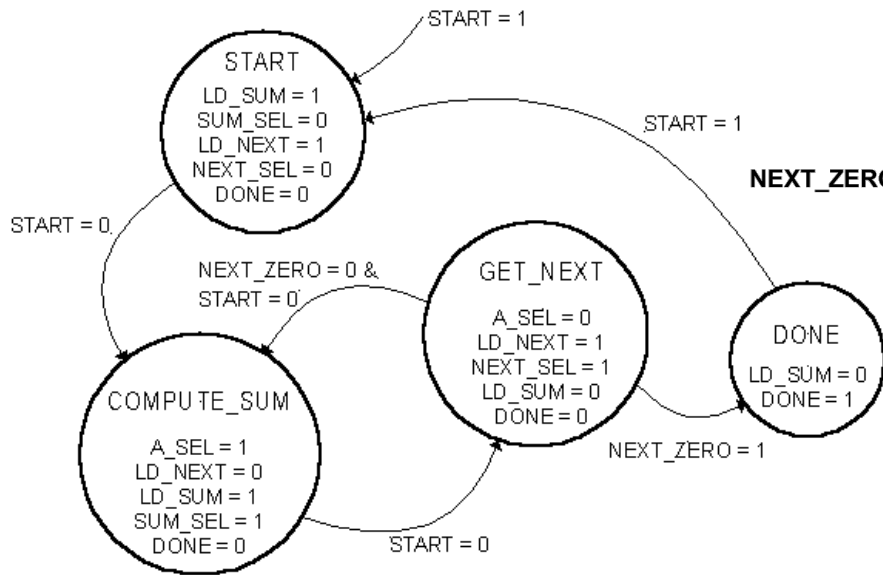 START = 1
START
LD_SUM = 1
SUM_SEL = 0
LD_NEXT = 1
NEXT_SEL = 0
DONE = 0
START = 1
NEXT_ZERO
START = 0
NEXT_ZERO = 0 &
START = 0
GET_NEXT
A_SEL = 0
LD_NEXT = 1
NEXT_SEL = 1
LD_SUM = 0
DONE = 0
DONE
LD_SUM = 0
DONE = 1
COMPUTE_SUM
A_SEL = 1
LD_NEXT = 0
LD_SUM = 1
SUM_SEL = 1
DONE = 0
NEXT_ZERO = 1
START = 0